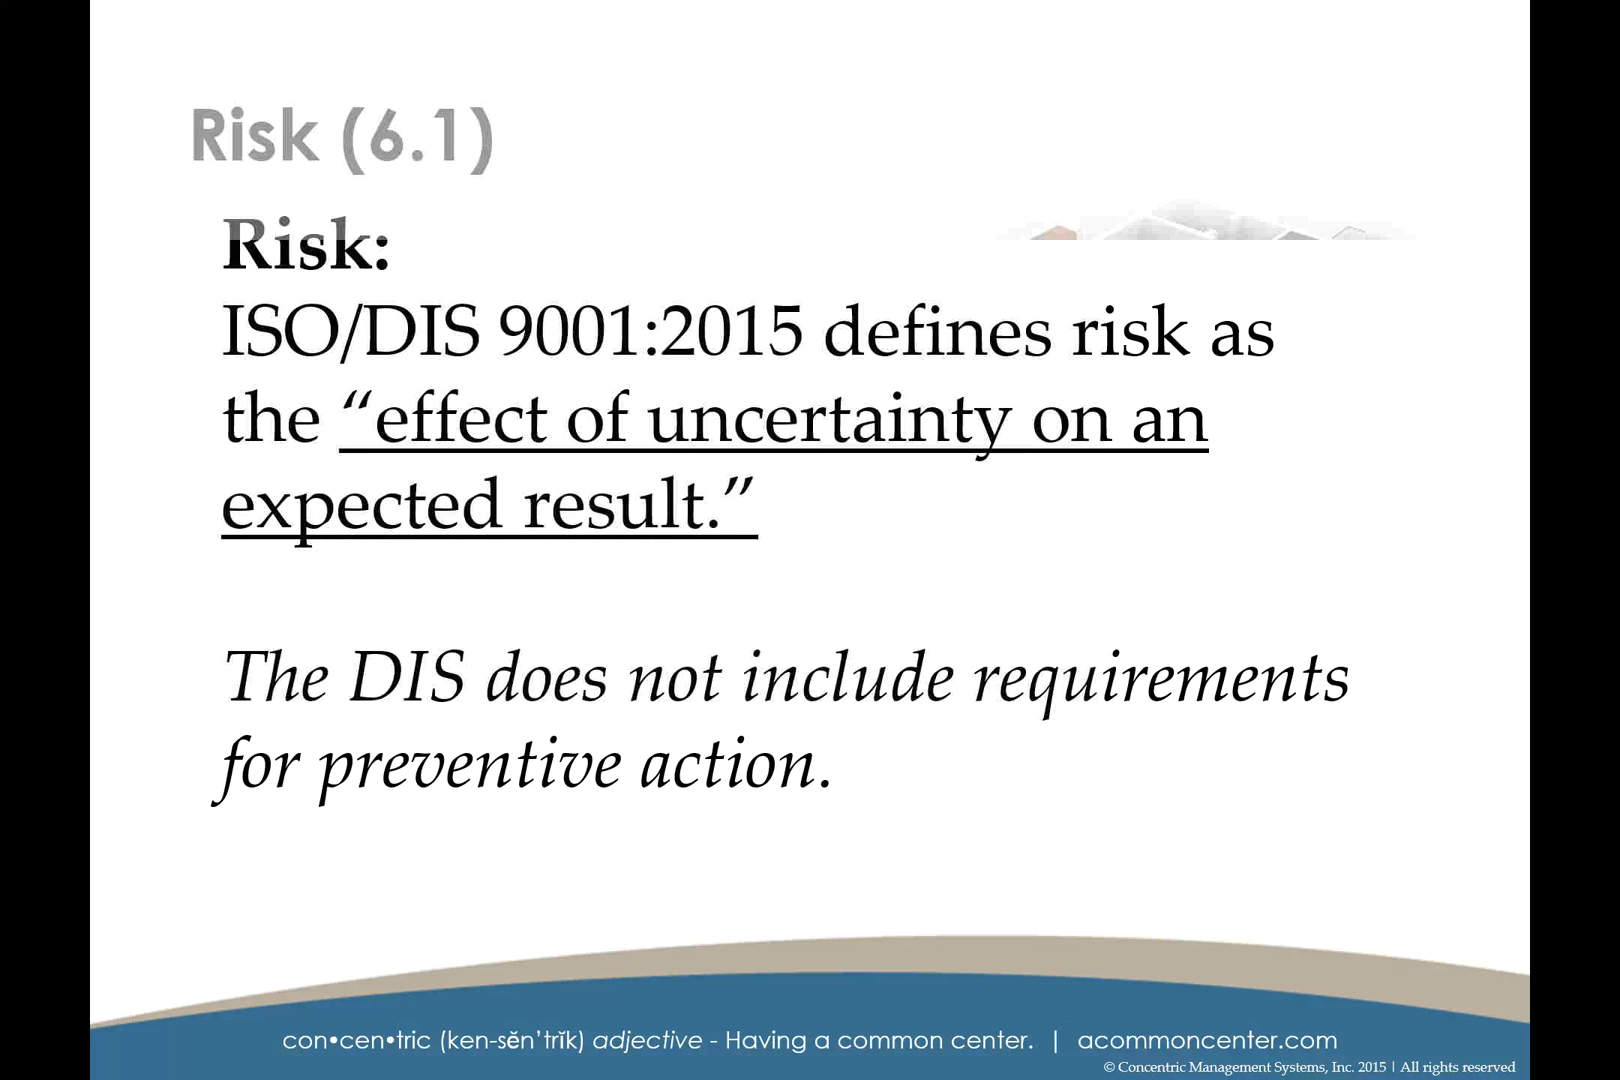 Risk (6.1)
Risk:
ISO/DIS 9001:2015 defines risk as
the “effect of uncertainty on an
expected result.”
The DIS does not include requirements
for preventive action.
con•cen•tric (ken-sĕn’trĭk) adjective - Having a common center. | acommoncenter.com
© Concentric Management Systems, Inc. 2015 | All rights reserved